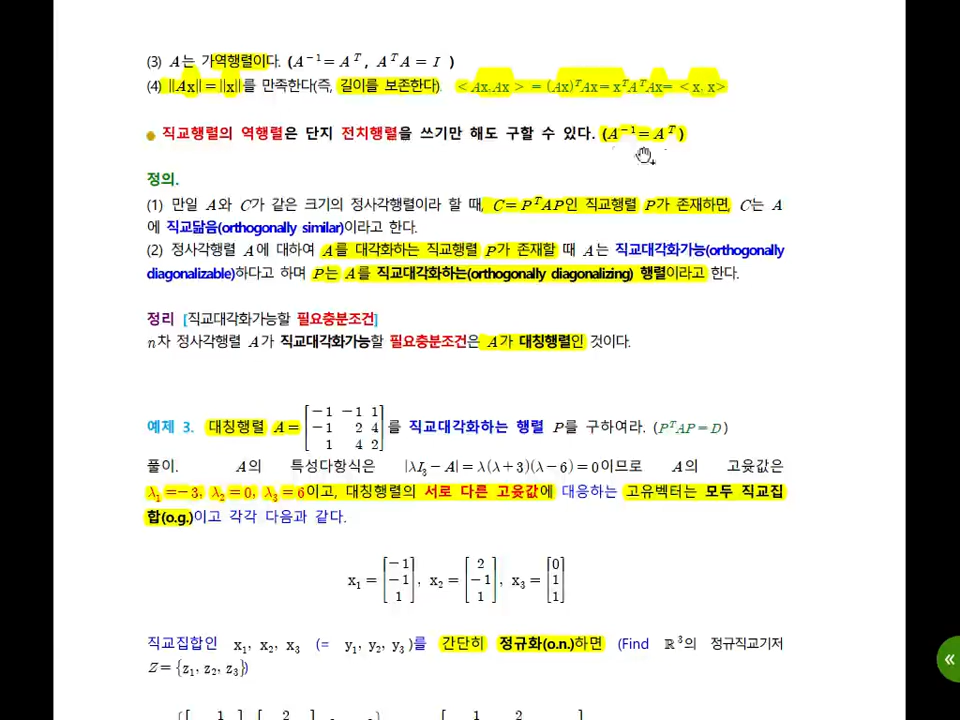 (3) A는 가역행렬이다. (A⁻¹ = Aᵀ, AᵀA = I )
(4) ‖Ax‖ = ‖x‖를 만족한다(즉, 길이를 보존한다). < Ax, Ax > = (Ax)ᵀAx = xᵀAᵀAx = < x, x >
직교행렬의 역행렬은 단지 전치행렬을 쓰기만 해도 구할 수 있다. (A⁻¹ = Aᵀ)
정의.
(1) 만일 A와 C가 같은 크기의 정사각행렬이라 할 때, C = PᵀAP인 직교행렬 P가 존재하면, C는 A
에 직교닮음(orthogonally similar)이라고 한다.
(2) 정사각행렬 A에 대하여 A를 대각화하는 직교행렬 P가 존재할 때 A는 직교대각화가능(orthogonally
diagonalizable)하다고 하며 P는 A를 직교대각화하는(orthogonally diagonalizing) 행렬이라고 한다.
정리 [직교대각화가능할 필요충분조건]
n차 정사각행렬 A가 직교대각화가능할 필요충분조건은 A가 대칭행렬인 것이다.
예제 3. 대칭행렬 A = [−1 −1 1; −1 2 4; 1 4 2]를 직교대각화하는 행렬 P를 구하여라. (PᵀAP = D)
풀이. A의 특성다항식은 |λI₃ − A| = λ(λ+3)(λ−6) = 0이므로 A의 고윳값은
λ₁ = −3, λ₂ = 0, λ₃ = 6이고, 대칭행렬의 서로 다른 고윳값에 대응하는 고유벡터는 모두 직교집
합(o.g.)이고 각각 다음과 같다.
x₁ = [−1; −1; 1], x₂ = [2; −1; 1], x₃ = [0; 1; 1]
직교집합인 x₁, x₂, x₃ (= y₁, y₂, y₃)를 간단히 정규화(o.n.)하면 (Find ℝ³의 정규직교기저
Z = {z₁, z₂, z₃})
1 2 1 2